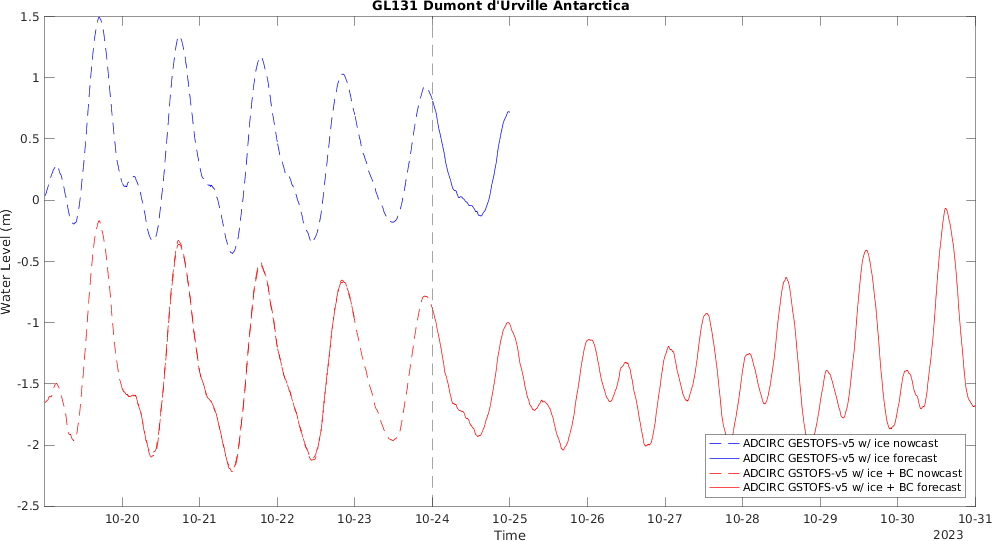 GL131 Dumont d'Urville Antarctica
1.5
1
0.5
0
-0.5
-1
-1.5
-2
-2.5
Water Level (m)
ADCIRC GESTOFS-v5 w/ ice nowcast
ADCIRC GESTOFS-v5 w/ ice forecast
ADCIRC GSTOFS-v5 w/ ice + BC nowcast
ADCIRC GSTOFS-v5 w/ ice + BC forecast
10-20 10-21 10-22 10-23 10-24 10-25 10-26 10-27 10-28 10-29 10-30 10-31
Time
2023